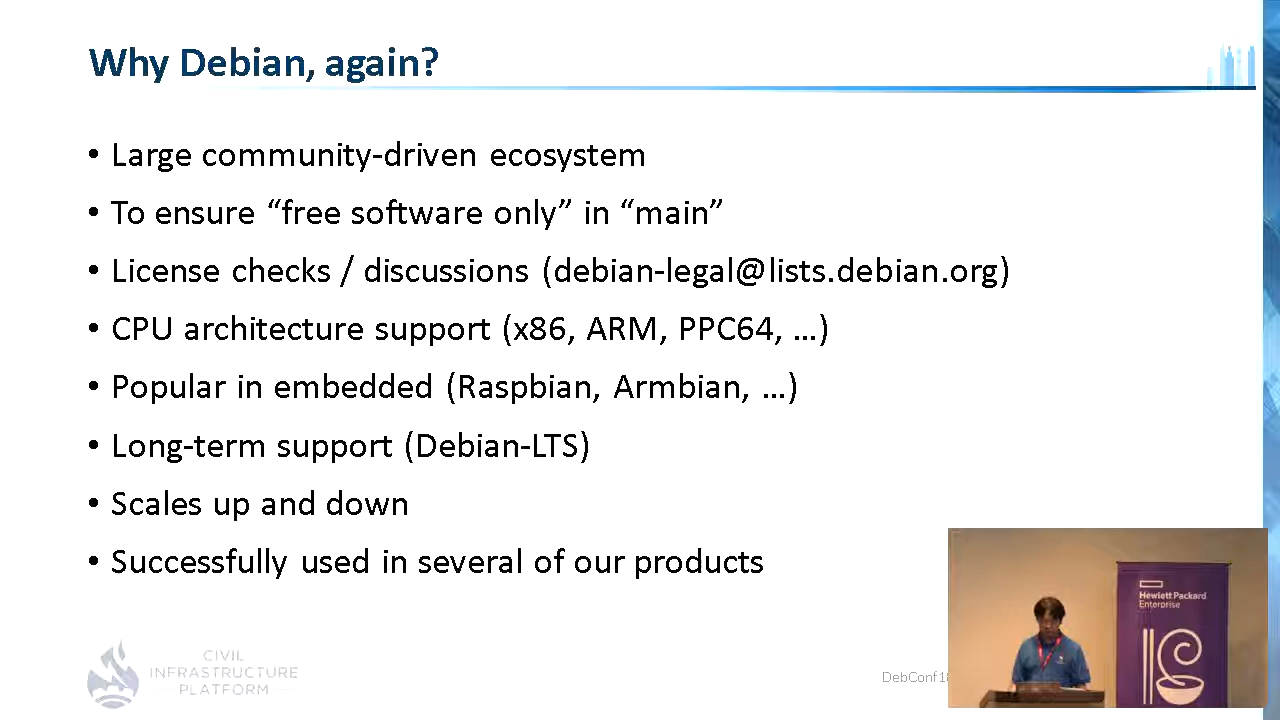 Why Debian, again?
• Large community-driven ecosystem
• To ensure “free software only” in “main”
• License checks / discussions (debian-legal@lists.debian.org)
• CPU architecture support (x86, ARM, PPC64, …)
• Popular in embedded (Raspbian, Armbian, …)
• Long-term support (Debian-LTS)
• Scales up and down
• Successfully used in several of our products
CIVIL
INFRASTRUCTURE
PLATFORM
Hewlett Packard
Enterprise